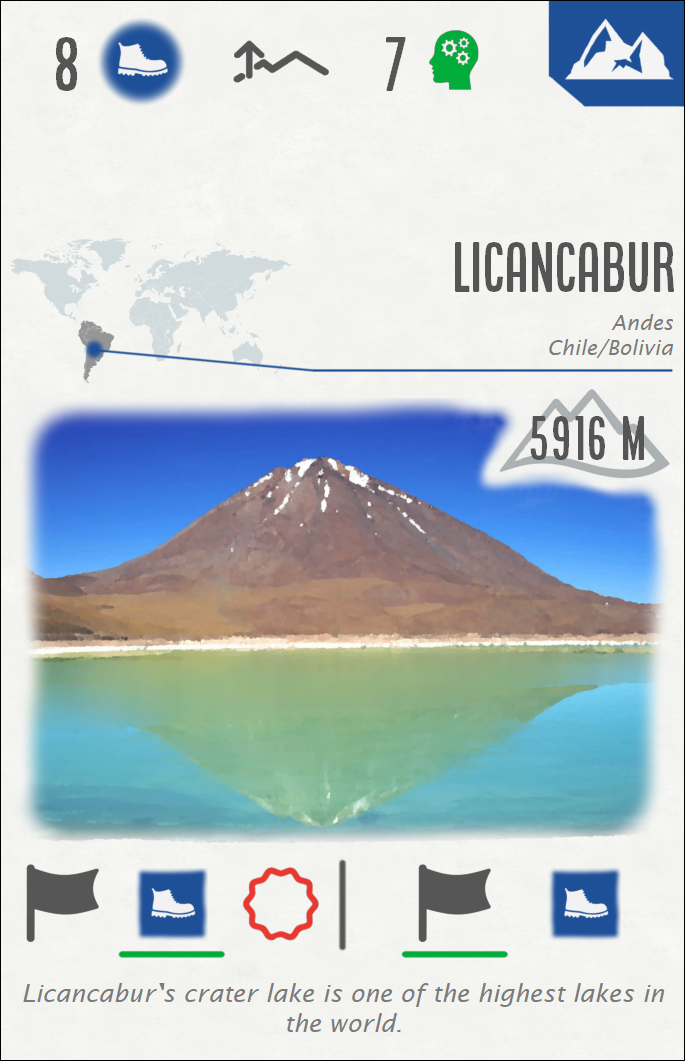 8 7
LICANCABUR
Andes
Chile/Bolivia
5916 M
Licancabur's crater lake is one of the highest lakes in
the world.